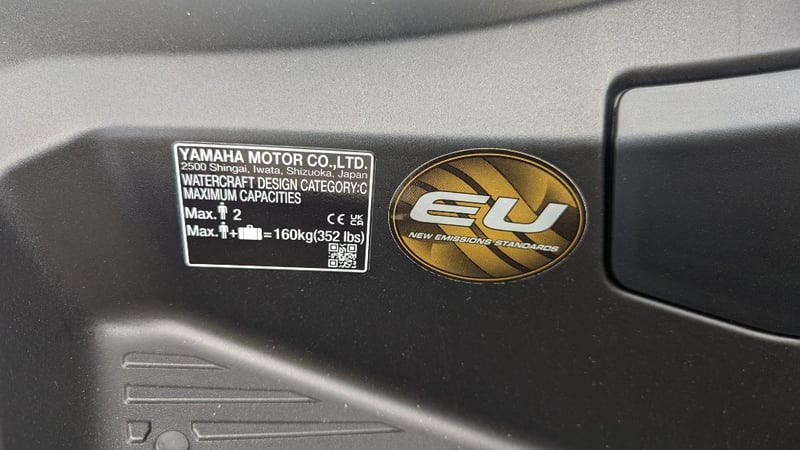 YAMAHA MOTOR CO.,LTD.
2500 Shingai, Iwata, Shizuoka, Japan
WATERCRAFT DESIGN CATEGORY:C
MAXIMUM CAPACITIES
Max. 2
CE UK CA
Max. + = 160kg(352 lbs)
EU
NEW EMISSIONS STANDARDS